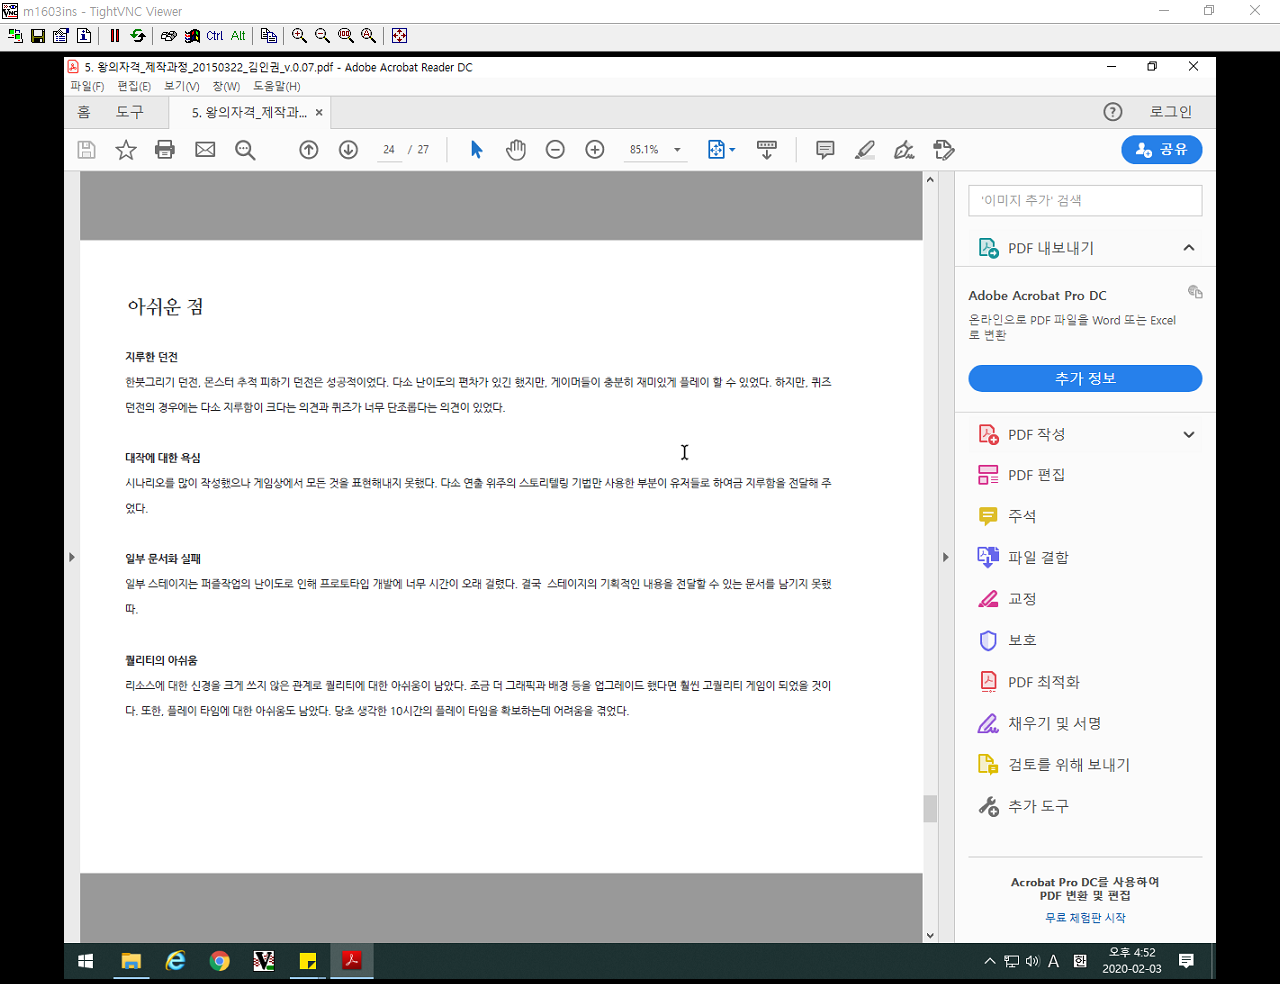 m1603ins - TightVNC Viewer
Ctrl Alt
5. 왕의자격_제작과정_20150322_김인권_v.0.07.pdf - Adobe Acrobat Reader DC
파일(F) 편집(E) 보기(V) 창(W) 도움말(H)
홈 도구 5. 왕의자격_제작과... × 로그인
24 / 27 85.1% 공유
'이미지 추가' 검색
PDF 내보내기
Adobe Acrobat Pro DC
온라인으로 PDF 파일을 Word 또는 Excel
로 변환
추가 정보
PDF 작성
PDF 편집
주석
파일 결합
교정
보호
PDF 최적화
채우기 및 서명
검토를 위해 보내기
추가 도구
Acrobat Pro DC를 사용하여
PDF 변환 및 편집
무료 체험판 시작
아쉬운 점
지루한 던전
한붓그리기 던전, 몬스터 추적 피하기 던전은 성공적이었다. 다소 난이도의 편차가 있긴 했지만, 게이머들이 충분히 재미있게 플레이 할 수 있었다. 하지만, 퀴즈
던전의 경우에는 다소 지루함이 크다는 의견과 퀴즈가 너무 단조롭다는 의견이 있었다.
대작에 대한 욕심
시나리오를 많이 작성했으나 게임상에서 모든 것을 표현해내지 못했다. 다소 연출 위주의 스토리텔링 기법만 사용한 부분이 유저들로 하여금 지루함을 전달해 주
었다.
일부 문서화 실패
일부 스테이지는 퍼즐작업의 난이도로 인해 프로토타입 개발에 너무 시간이 오래 걸렸다. 결국 스테이지의 기획적인 내용을 전달할 수 있는 문서를 남기지 못했
따.
퀄리티의 아쉬움
리소스에 대한 신경을 크게 쓰지 않은 관계로 퀄리티에 대한 아쉬움이 남았다. 조금 더 그래픽과 배경 등을 업그레이드 했다면 훨씬 고퀄리티 게임이 되었을 것이
다. 또한, 플레이 타임에 대한 아쉬움도 남았다. 당초 생각한 10시간의 플레이 타임을 확보하는데 어려움을 겪었다.
A 한 오후 4:52
2020-02-03